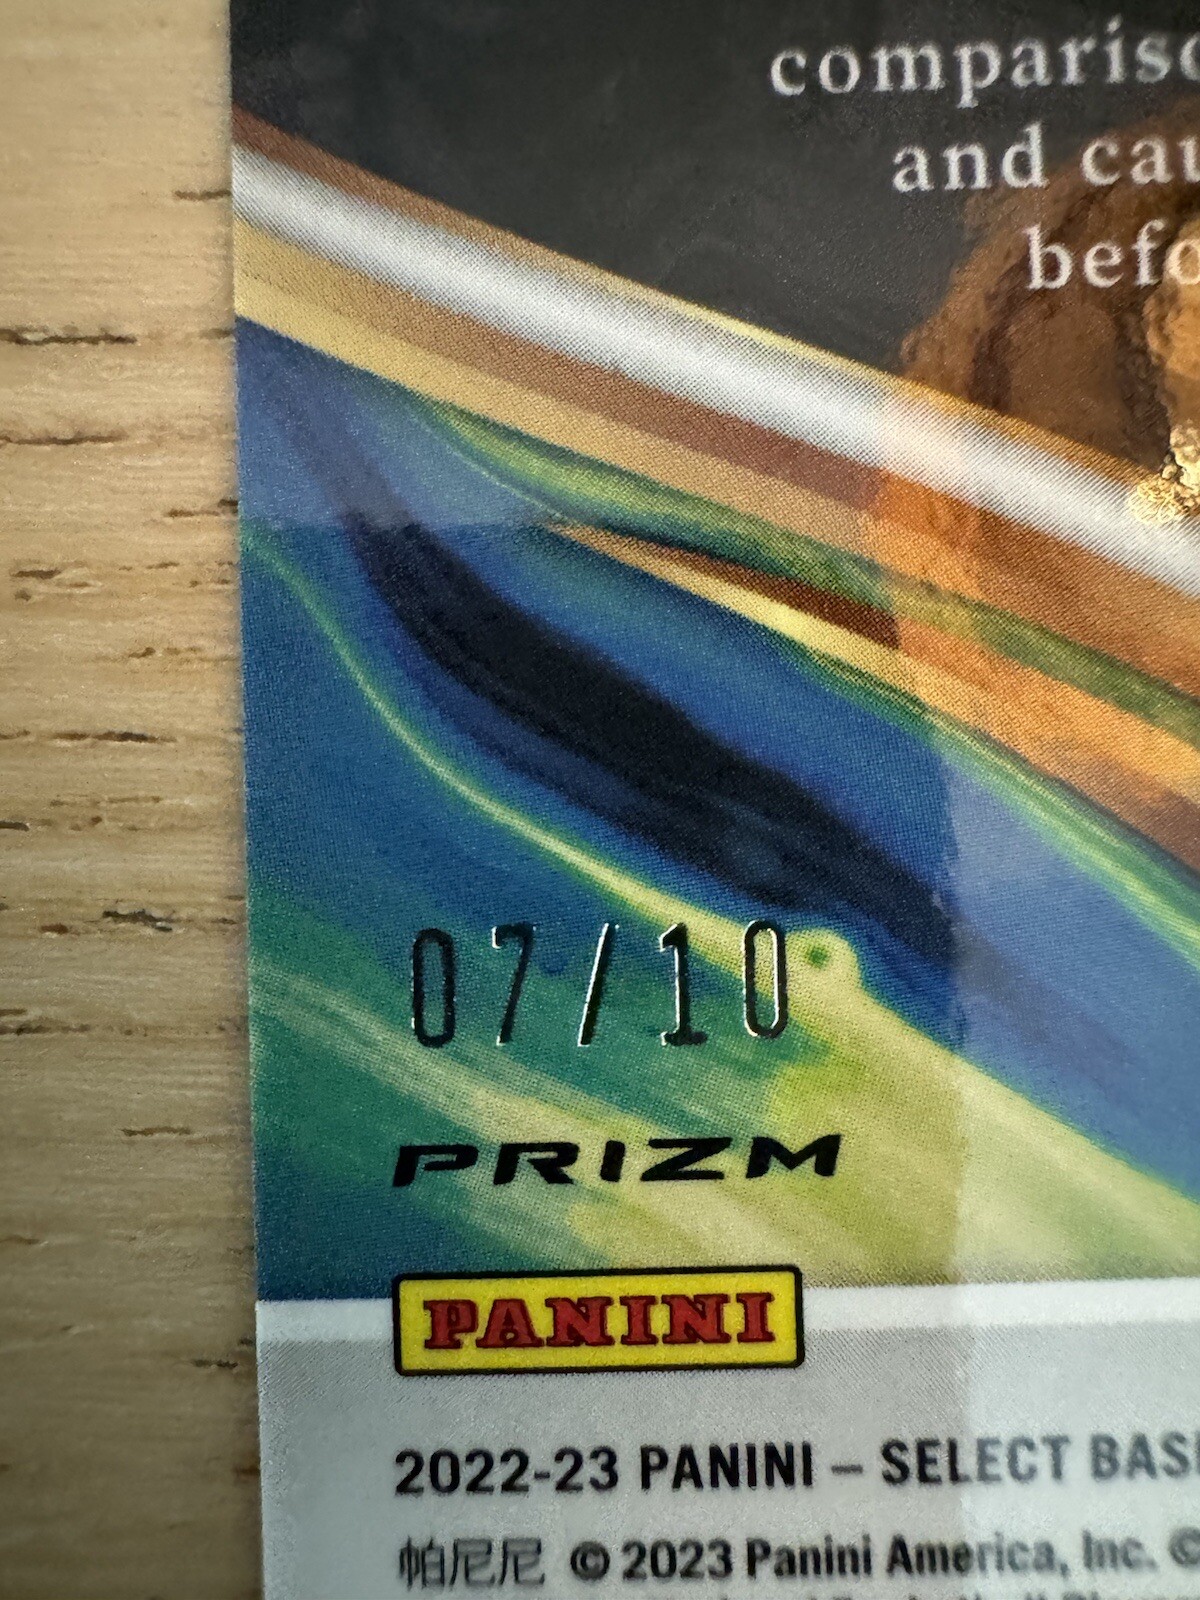 comparis
and cau
befo
07/10
PRIZM
PANINI
2022-23 PANINI – SELECT BAS
帕尼尼 © 2023 Panini America, Inc. ©